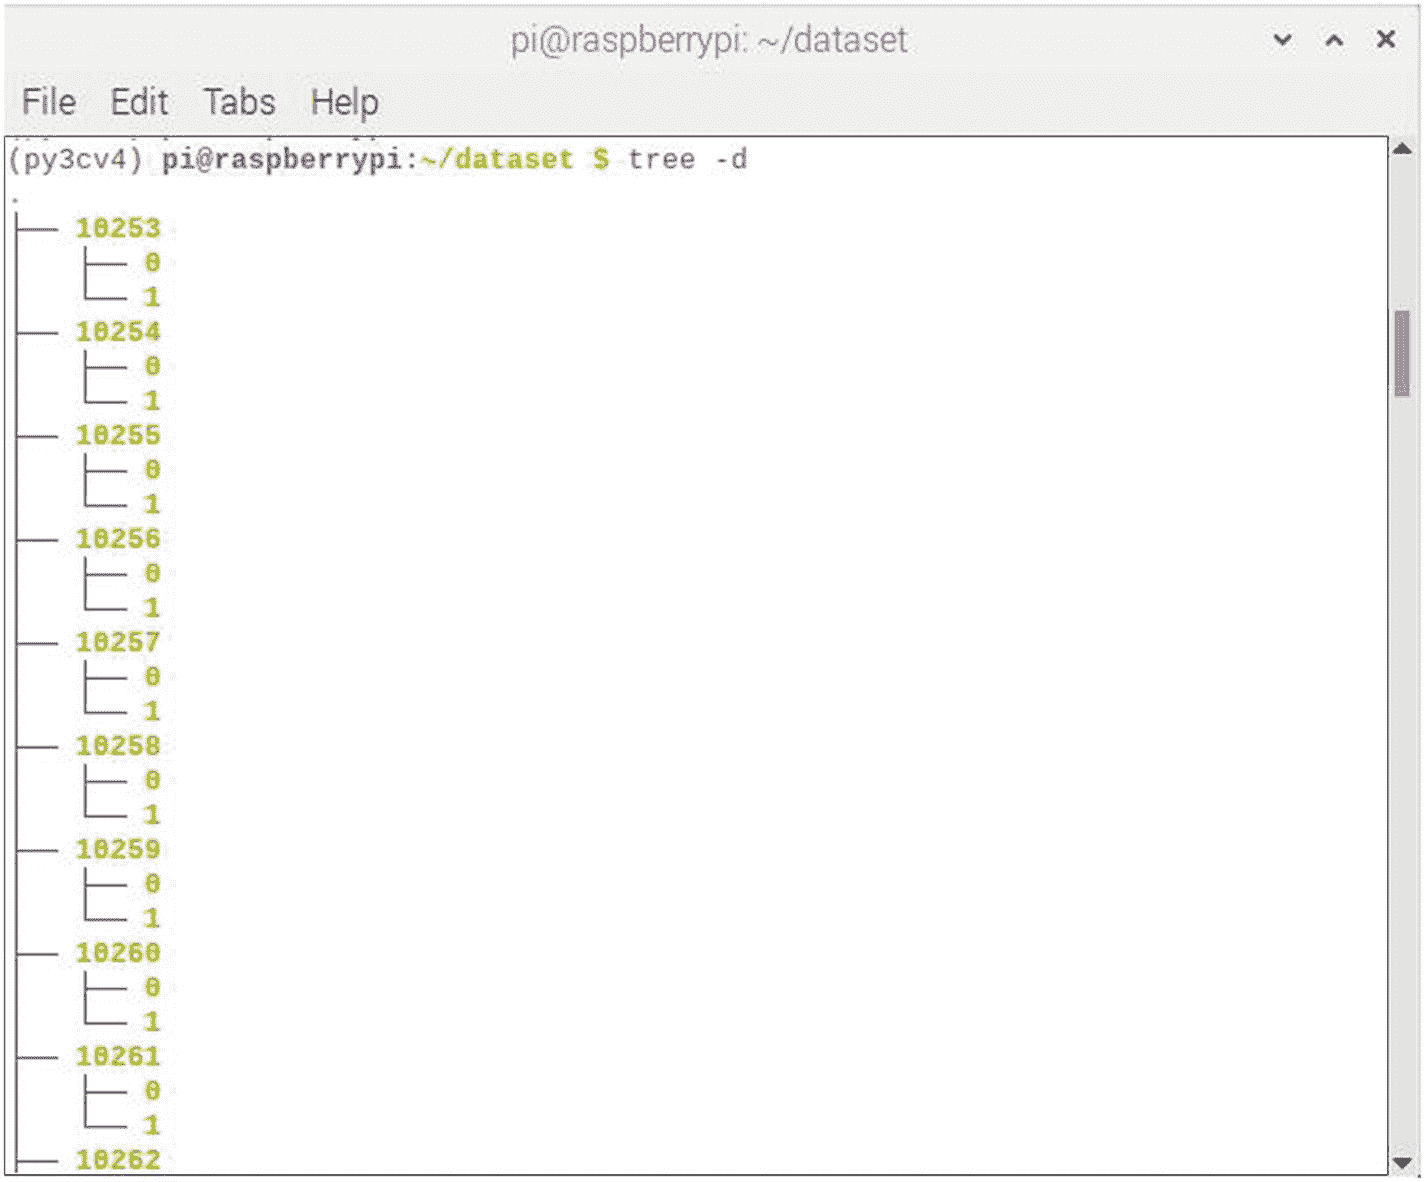 pi@raspberrypi: ~/dataset
File Edit Tabs Help
(py3cv4) pi@raspberrypi:~/dataset $ tree -d
.
├── 10253
│   ├── 0
│   └── 1
├── 10254
│   ├── 0
│   └── 1
├── 10255
│   ├── 0
│   └── 1
├── 10256
│   ├── 0
│   └── 1
├── 10257
│   ├── 0
│   └── 1
├── 10258
│   ├── 0
│   └── 1
├── 10259
│   ├── 0
│   └── 1
├── 10260
│   ├── 0
│   └── 1
├── 10261
│   ├── 0
│   └── 1
├── 10262